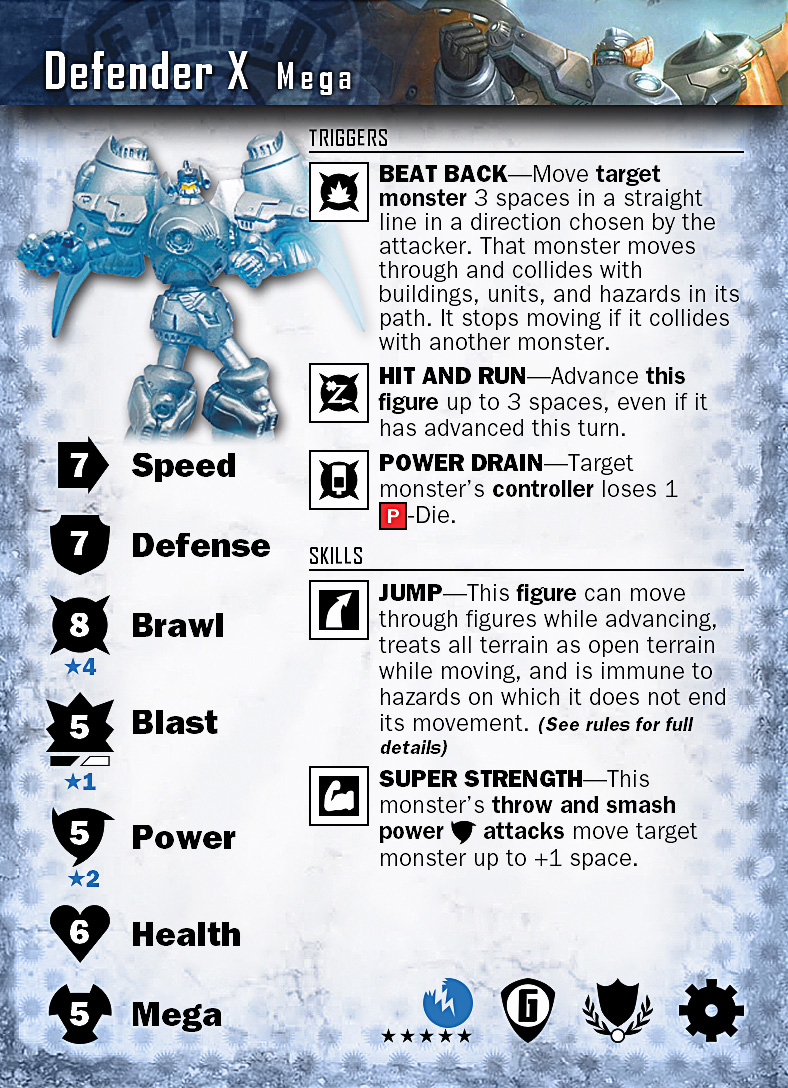 Defender X Mega
TRIGGERS
BEAT BACK—Move target
monster 3 spaces in a straight
line in a direction chosen by the
attacker. That monster moves
through and collides with
buildings, units, and hazards in its
path. It stops moving if it collides
with another monster.
HIT AND RUN—Advance this
figure up to 3 spaces, even if it
has advanced this turn.
POWER DRAIN—Target
monster's controller loses 1
P-Die.
SKILLS
JUMP—This figure can move
through figures while advancing,
treats all terrain as open terrain
while moving, and is immune to
hazards on which it does not end
its movement. (See rules for full
details)
SUPER STRENGTH—This
monster's throw and smash
power attacks move target
monster up to +1 space.
7 Speed
7 Defense
8 Brawl
★4
5 Blast
★1
5 Power
★2
6 Health
5 Mega
★★★★★
G